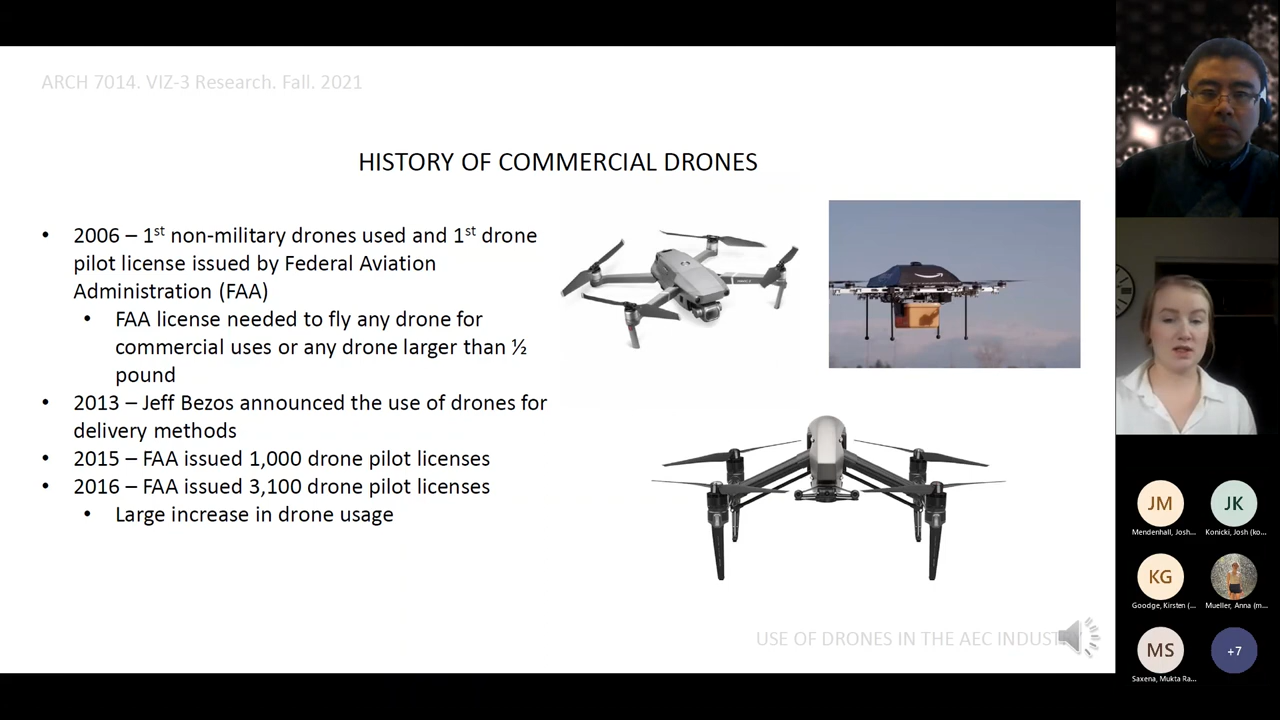 ARCH 7014. VIZ-3 Research. Fall. 2021
HISTORY OF COMMERCIAL DRONES
• 2006 – 1st non-military drones used and 1st drone
pilot license issued by Federal Aviation
Administration (FAA)
• FAA license needed to fly any drone for
commercial uses or any drone larger than ½
pound
• 2013 – Jeff Bezos announced the use of drones for
delivery methods
• 2015 – FAA issued 1,000 drone pilot licenses
• 2016 – FAA issued 3,100 drone pilot licenses
• Large increase in drone usage
USE OF DRONES IN THE AEC INDUST
JM
Mendenhall, Josh...
JK
Konicki, Josh (ko...
KG
Goodge, Kirsten (...
Mueller, Anna (m...
MS
Saxena, Mukta Ra...
+7